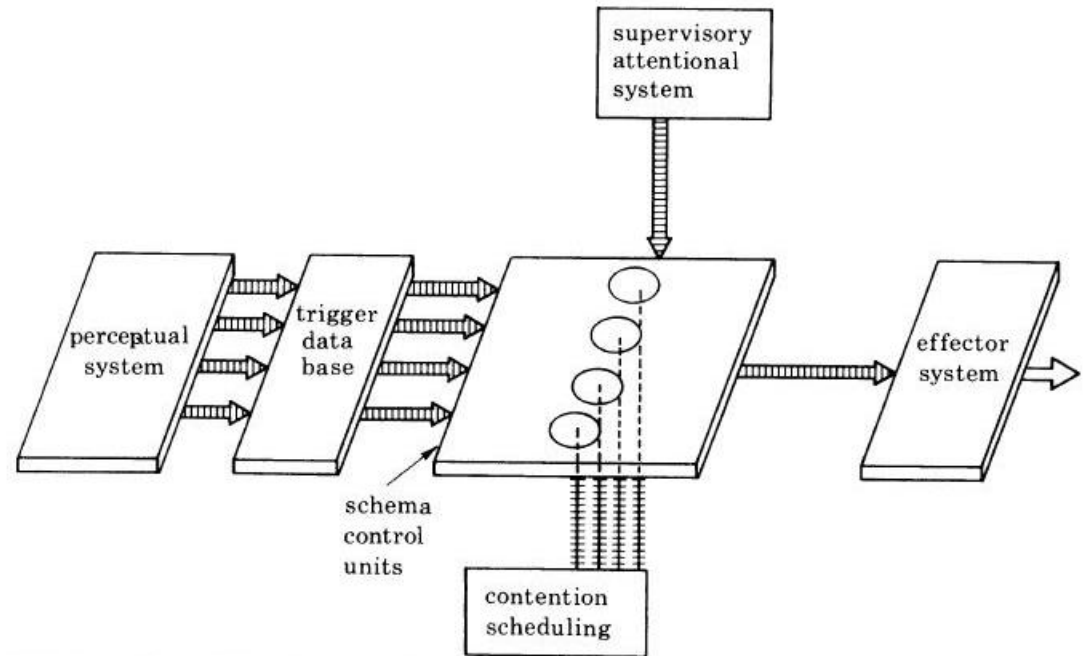 supervisory
attentional
system
perceptual
system
trigger
data
base
effector
system
schema
control
units
contention
scheduling